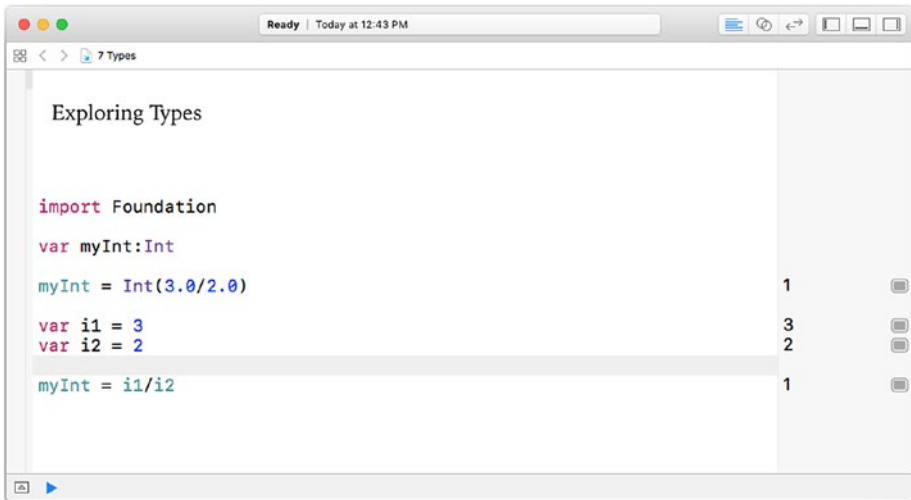 Ready | Today at 12:43 PM
7 Types
Exploring Types
import Foundation
var myInt:Int
myInt = Int(3.0/2.0) 1
var i1 = 3 3
var i2 = 2 2
myInt = i1/i2 1